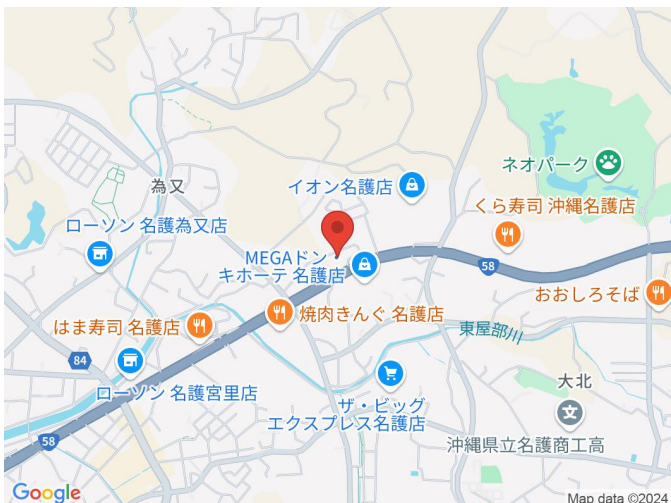 ネオパーク
イオン名護店
為又
くら寿司 沖縄名護店
ローソン 名護為又店
MEGAドン
キホーテ 名護店
58
おおしろそば
焼肉きんぐ 名護店
はま寿司 名護店
東屋部川
84
ローソン 名護宮里店
大北
ザ・ビッグ
エクスプレス名護店
58
沖縄県立名護商工高
Google
Map data ©2024